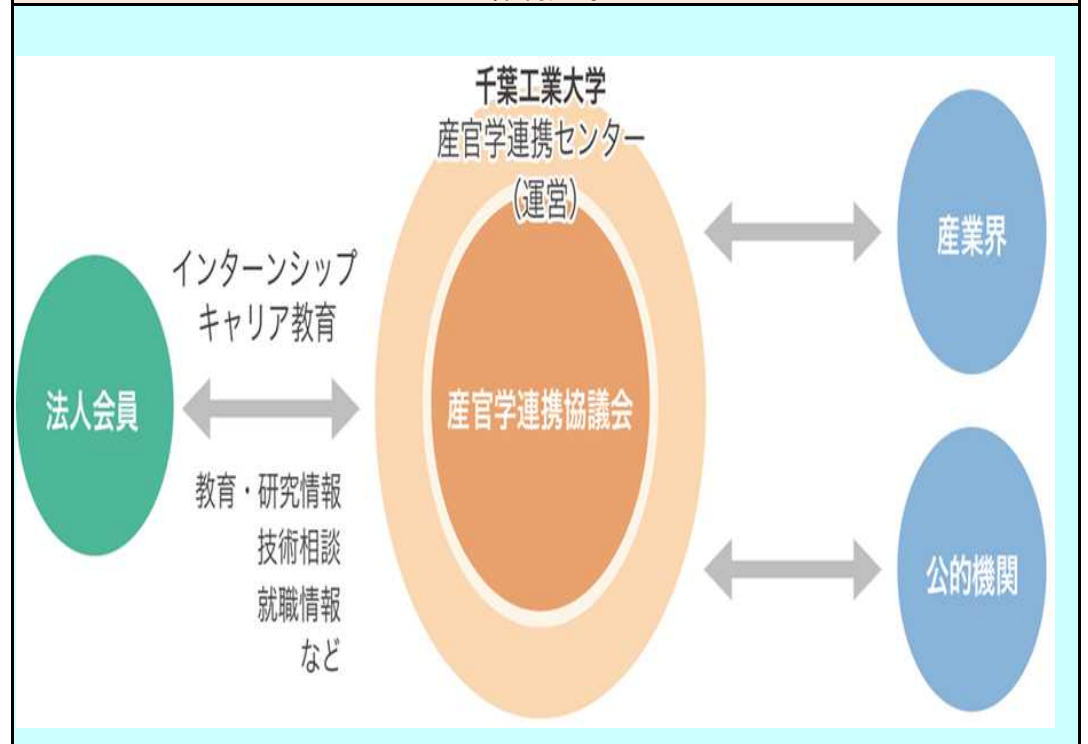 千葉工業大学
産官学連携センター
(運営)
インターンシップ
キャリア教育
法人会員
教育・研究情報
技術相談
就職情報
など
産官学連携協議会
産業界
公的機関